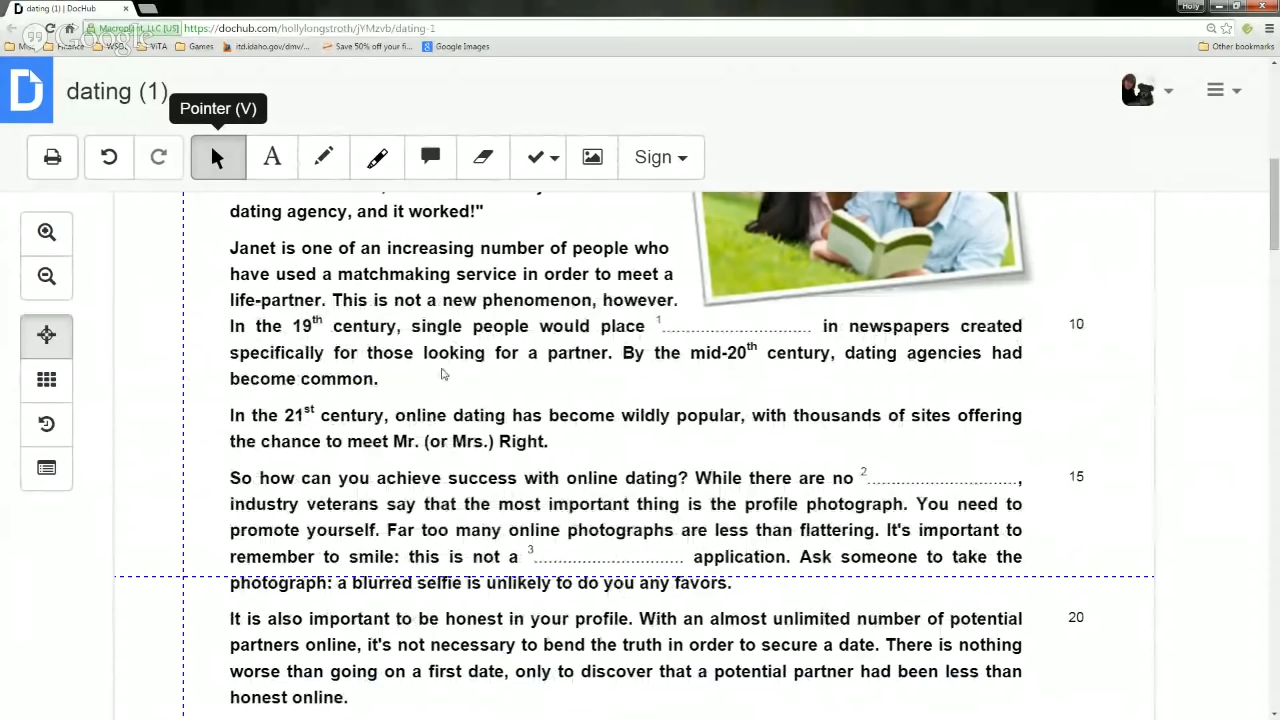 dating (1) | DocHub
Holly
https://dochub.com/hollylongstroth/jYMzvb/dating-1
Games
itd.idaho.gov/dmv/...
Save 50% off your fi...
Google Images
Other bookmarks
dating (1)
Pointer (V)
Sign
dating agency, and it worked!"
Janet is one of an increasing number of people who
have used a matchmaking service in order to meet a
life-partner. This is not a new phenomenon, however.
In the 19th century, single people would place 1.............................. in newspapers created 10
specifically for those looking for a partner. By the mid-20th century, dating agencies had
become common.
In the 21st century, online dating has become wildly popular, with thousands of sites offering
the chance to meet Mr. (or Mrs.) Right.
So how can you achieve success with online dating? While there are no 2.............................., 15
industry veterans say that the most important thing is the profile photograph. You need to
promote yourself. Far too many online photographs are less than flattering. It's important to
remember to smile: this is not a 3.............................. application. Ask someone to take the
photograph: a blurred selfie is unlikely to do you any favors.
It is also important to be honest in your profile. With an almost unlimited number of potential 20
partners online, it's not necessary to bend the truth in order to secure a date. There is nothing
worse than going on a first date, only to discover that a potential partner had been less than
honest online.